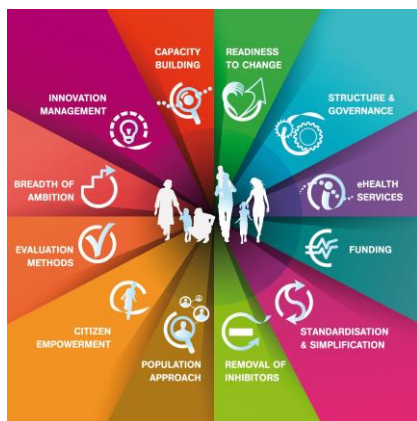 CAPACITY
BUILDING
READINESS
TO CHANGE
INNOVATION
MANAGEMENT
STRUCTURE &
GOVERNANCE
BREADTH OF
AMBITION
eHEALTH
SERVICES
EVALUATION
METHODS
FUNDING
CITIZEN
EMPOWERMENT
STANDARDISATION
& SIMPLIFICATION
POPULATION
APPROACH
REMOVAL OF
INHIBITORS